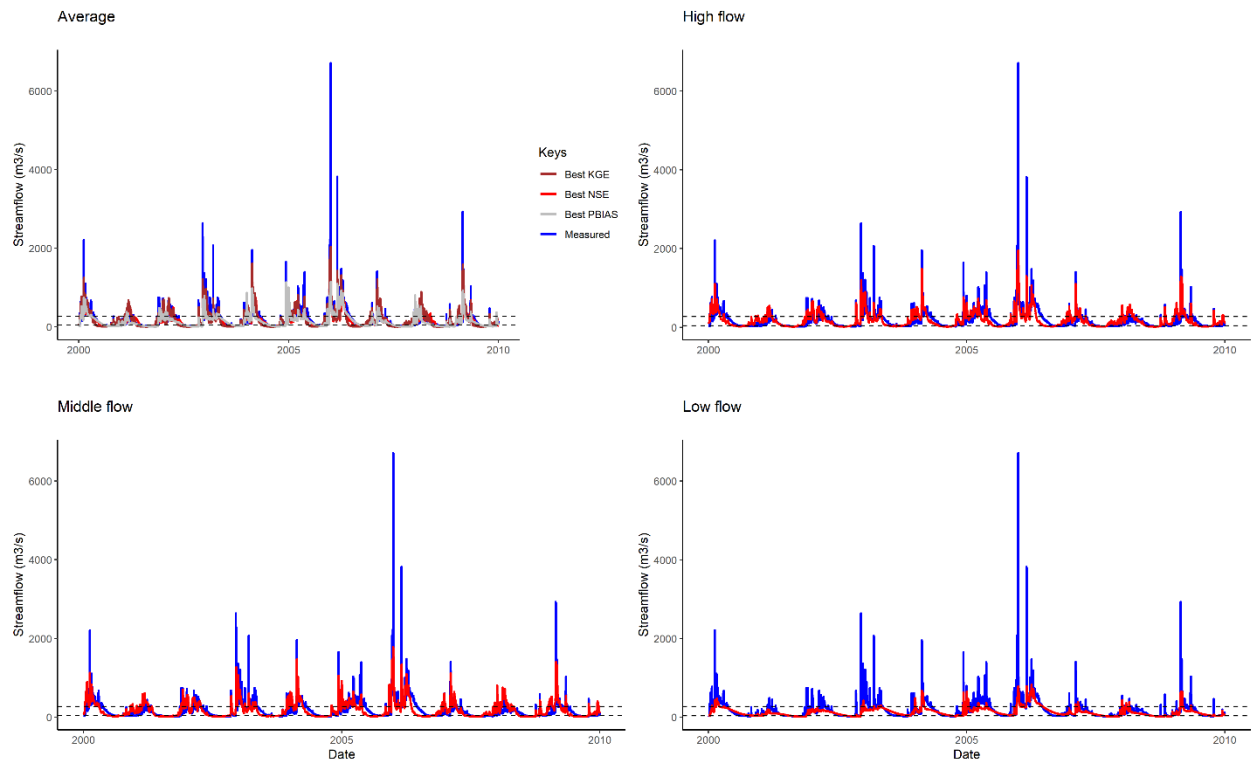 Average
Streamflow (m3/s)
6000
4000
2000
0
2000
2005
2010
Keys
Best KGE
Best NSE
Best PBIAS
Measured
High flow
Streamflow (m3/s)
6000
4000
2000
0
2000
2005
2010
Middle flow
Streamflow (m3/s)
6000
4000
2000
0
2000
2005
2010
Date
Low flow
Streamflow (m3/s)
6000
4000
2000
0
2000
2005
2010
Date